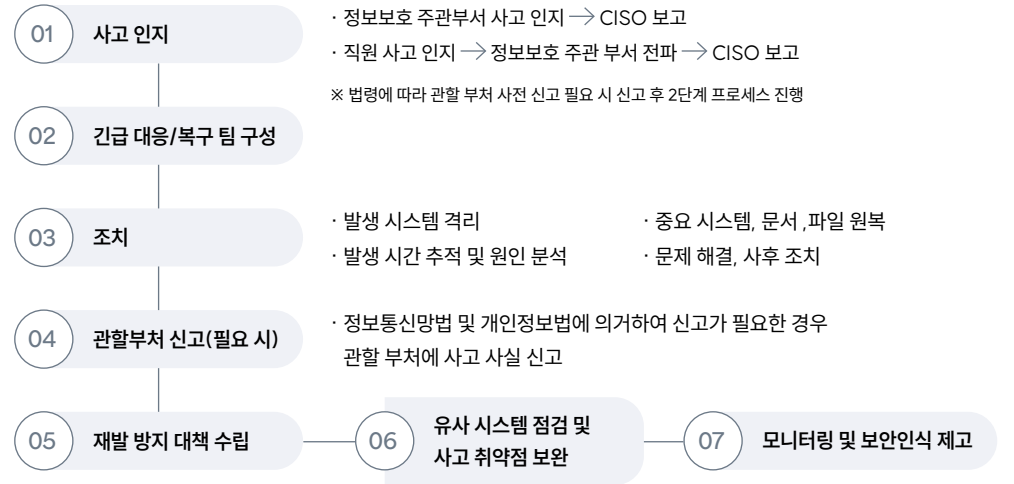 01 사고 인지
· 정보보호 주관부서 사고 인지 → CISO 보고
· 직원 사고 인지 → 정보보호 주관 부서 전파 → CISO 보고
※ 법령에 따라 관할 부처 사전 신고 필요 시 신고 후 2단계 프로세스 진행
02 긴급 대응/복구 팀 구성
03 조치
· 발생 시스템 격리
· 발생 시간 추적 및 원인 분석
· 중요 시스템, 문서 ,파일 원복
· 문제 해결, 사후 조치
04 관할부처 신고(필요 시)
· 정보통신망법 및 개인정보법에 의거하여 신고가 필요한 경우
관할 부처에 사고 사실 신고
05 재발 방지 대책 수립
06 유사 시스템 점검 및
사고 취약점 보완
07 모니터링 및 보안인식 제고